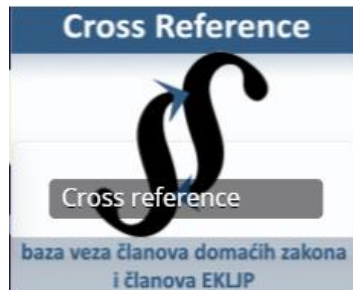 Cross Reference
Cross reference
baza veza članova domaćih zakona
i članova EKLJP